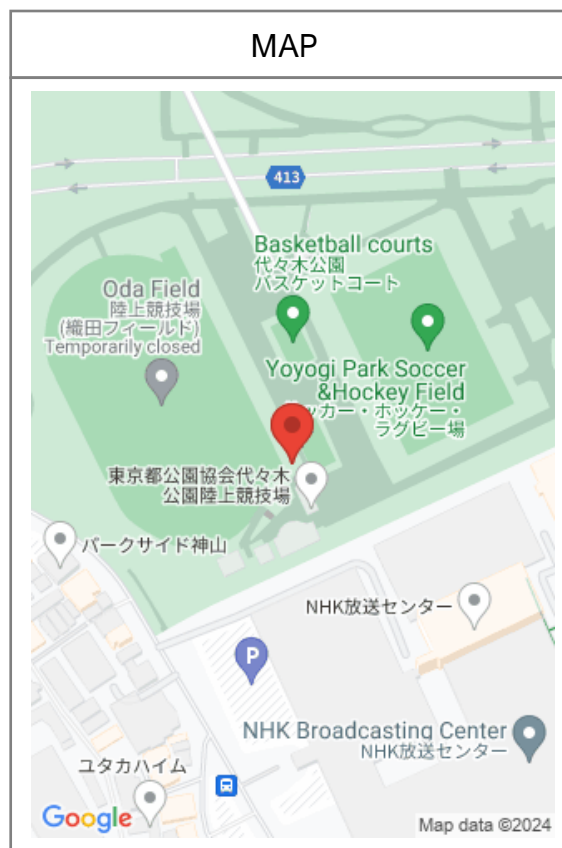 MAP
413
Basketball courts
代々木公園
バスケットコート
Oda Field
陸上競技場
(織田フィールド)
Temporarily closed
Yoyogi Park Soccer
&Hockey Field
ッカー・ホッケー・
ラグビー場
東京都公園協会代々木
公園陸上競技場
パークサイド神山
NHK放送センター
P
NHK Broadcasting Center
NHK放送センター
ユタカハイム
Google
Map data ©2024